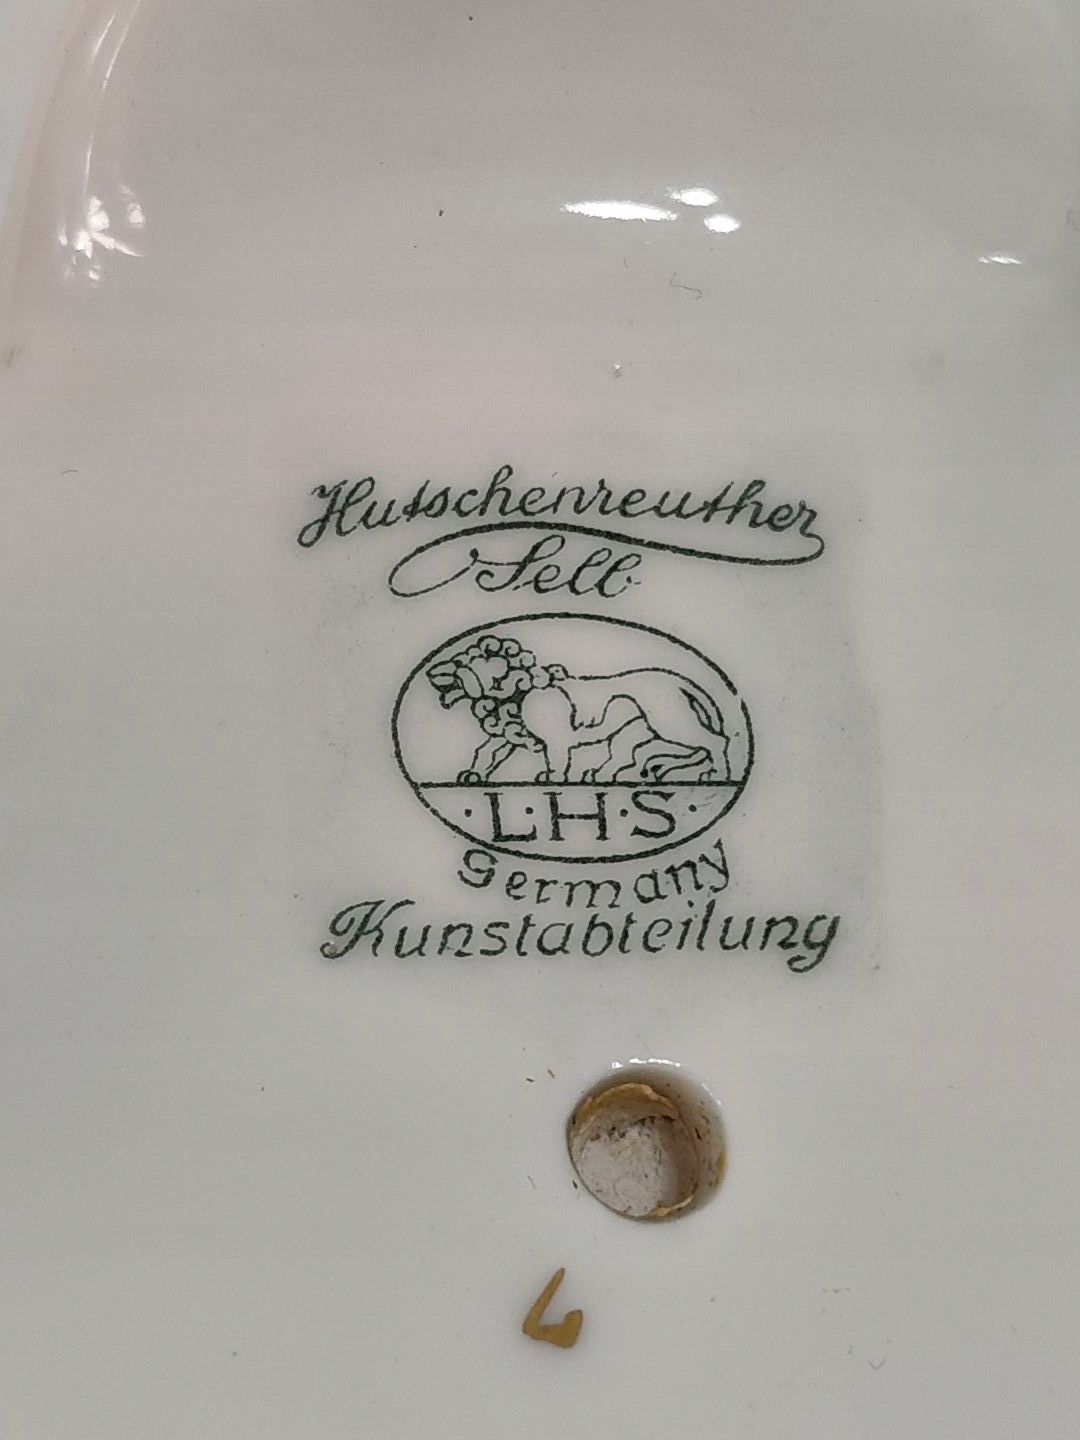 Hutschenreuther
Selb
·L·H·S·
Germany
Kunstabteilung